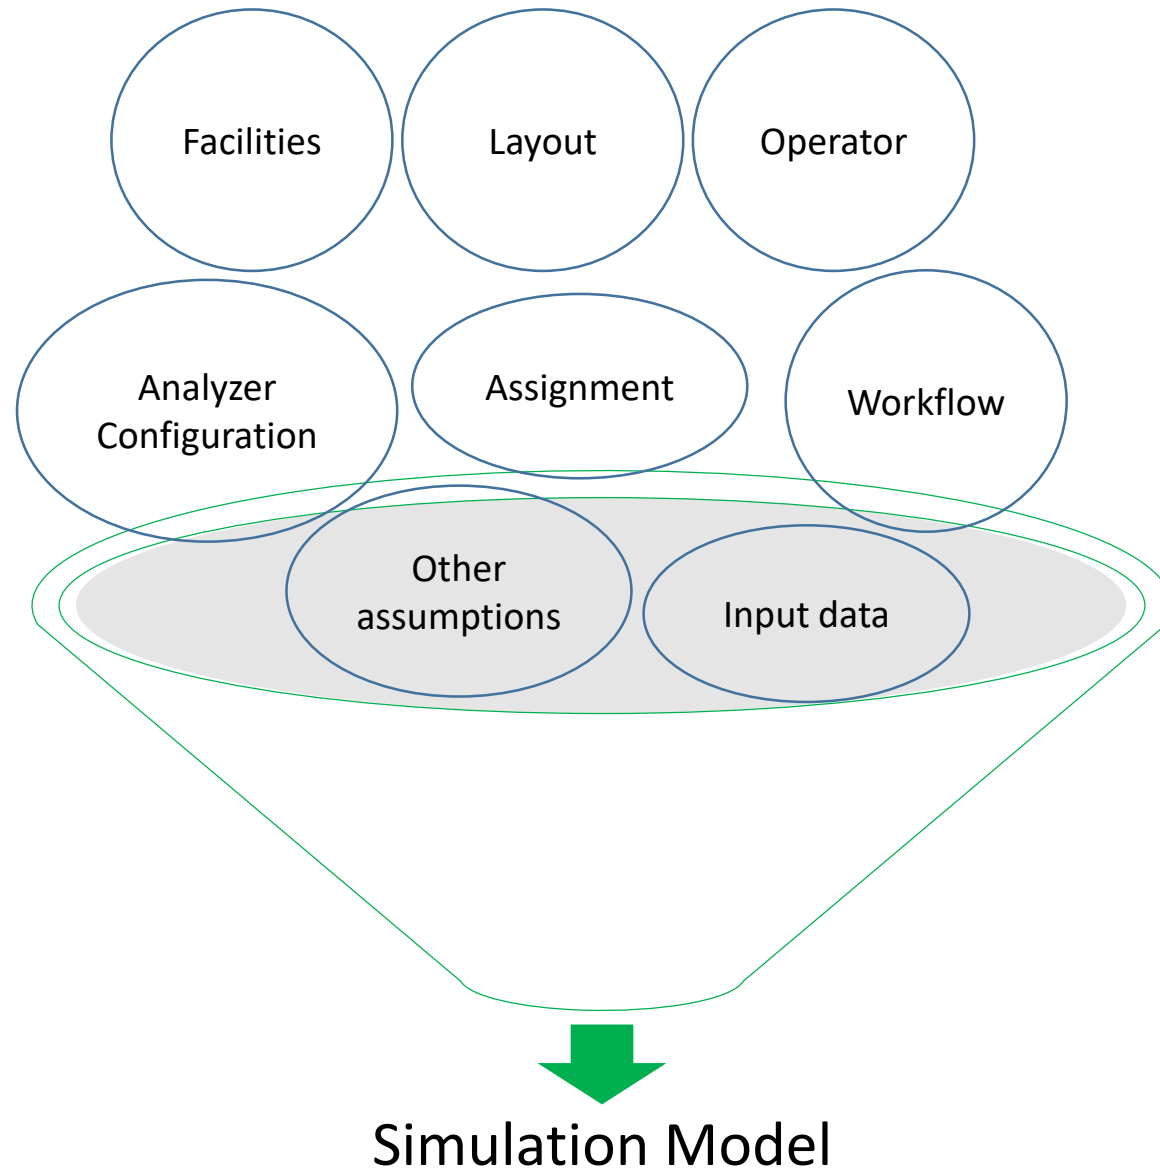 Facilities
Layout
Operator
Analyzer
Configuration
Assignment
Workflow
Other
assumptions
Input data
Simulation Model